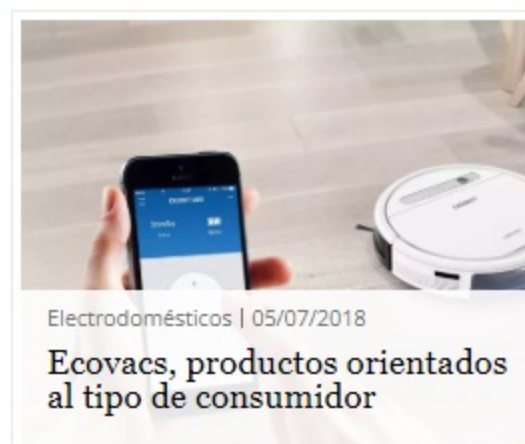 Electrodomésticos | 05/07/2018
Ecovacs, productos orientados
al tipo de consumidor